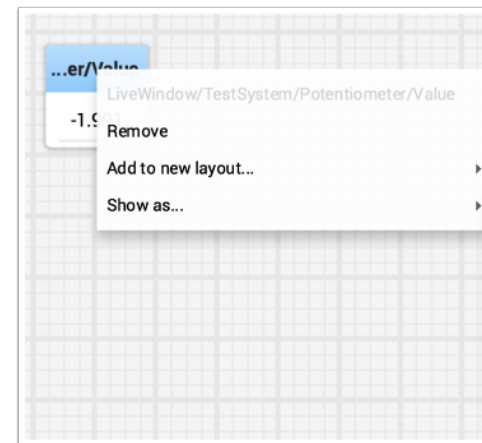 ...er/Value
LiveWindow/TestSystem/Potentiometer/Value
Remove
Add to new layout...
Show as...